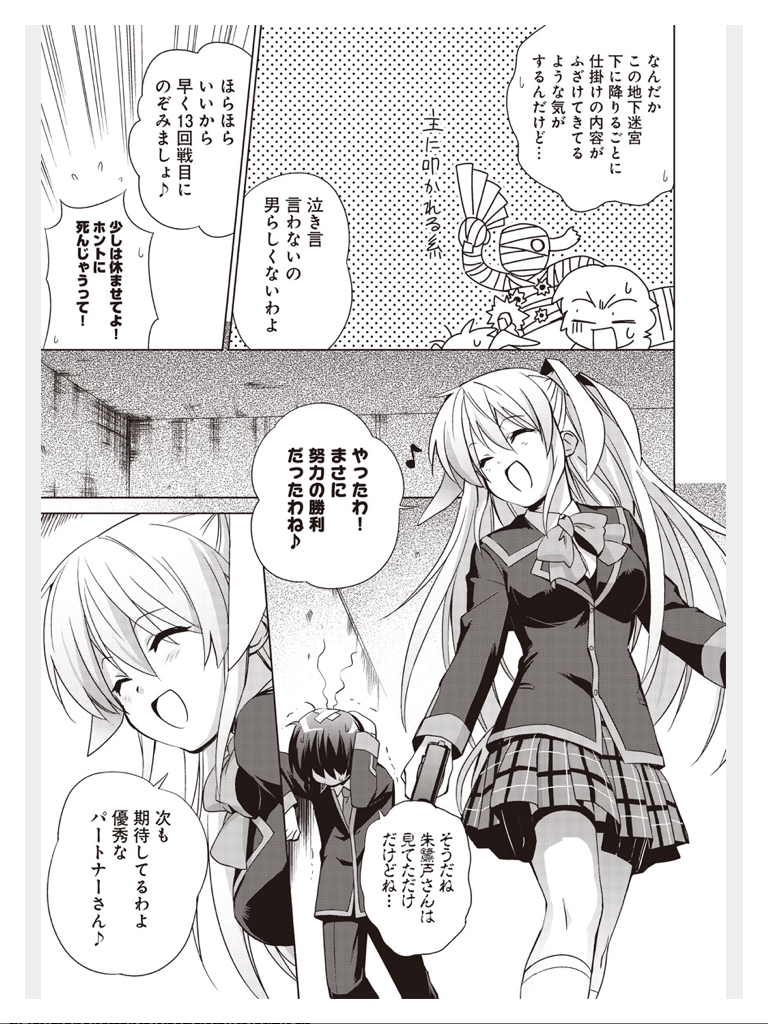 なんだか
この地下迷宮
下に降りるごとに
仕掛けの内容が
ふざけてきてる
ような気が
するんだけど…
主に叩かれる系
泣き言
言わないの
男らしくないわよ
ほらほら
いいから
早く13回戦目に
のぞみましょ♪
少しは休ませてよ!
ホントに
死んじゃうって!
♪
やったわ!
まさに
努力の勝利
だったわね♪
そうだね
朱鷺戸さんは
見てただけ
だけどね…
次も
期待してるわよ
優秀な
パートナーさん♪